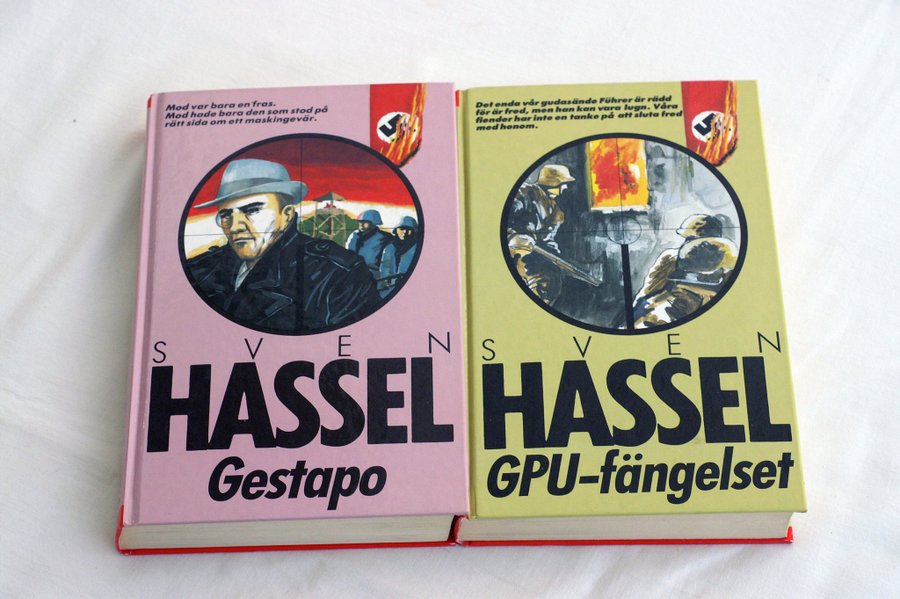 Mod var bara en fras.
Mod hade bara den som stod på
rätt sida om ett maskingevär.
SVEN
HASSEL
Gestapo
Det enda vår gudasände Führer är rädd
för är fred, men han kan vara lugn. Våra
fiender har inte en tanke på att sluta fred
med honom.
SVEN
HASSEL
GPU-fängelset